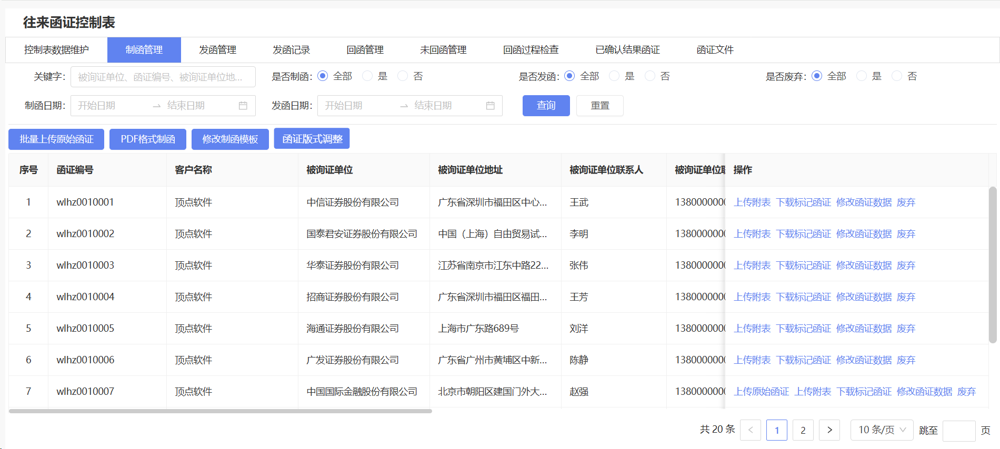 往来函证控制表
控制表数据维护 制函管理 发函管理 发函记录 回函管理 未回函管理 回函过程检查 已确认结果函证 函证文件
关键字: 被询证单位、函证编号、被询证单位地... 是否制函: 全部 是 否 是否发函: 全部 是 否 是否废弃: 全部 是 否
制函日期: 开始日期 → 结束日期 发函日期: 开始日期 → 结束日期 查询 重置
批量上传原始函证 PDF格式制函 修改制函模板 函证版式调整
序号 函证编号 客户名称 被询证单位 被询证单位地址 被询证单位联系人 被询证单位 操作
1 wlhz0010001 顶点软件 中信证券股份有限公司 广东省深圳市福田区中心... 王武 1380000000 上传附表 下载标记函证 修改函证数据 废弃
2 wlhz0010002 顶点软件 国泰君安证券股份有限公司 中国（上海）自由贸易试... 李明 1380000000 上传附表 下载标记函证 修改函证数据 废弃
3 wlhz0010003 顶点软件 华泰证券股份有限公司 江苏省南京市江东中路22... 张伟 1380000000 上传附表 下载标记函证 修改函证数据 废弃
4 wlhz0010004 顶点软件 招商证券股份有限公司 广东省深圳市福田区福田... 王芳 1380000000 上传附表 下载标记函证 修改函证数据 废弃
5 wlhz0010005 顶点软件 海通证券股份有限公司 上海市广东路689号 刘洋 1380000000 上传附表 下载标记函证 修改函证数据 废弃
6 wlhz0010006 顶点软件 广发证券股份有限公司 广东省广州市黄埔区中新... 陈静 1380000000 上传附表 下载标记函证 修改函证数据 废弃
7 wlhz0010007 顶点软件 中国国际金融股份有限公司 北京市朝阳区建国门外大... 赵强 1380000000 上传原始函证 上传附表 下载标记函证 修改函证数据 废弃
共 20 条 < 1 2 > 10 条/页 跳至 页